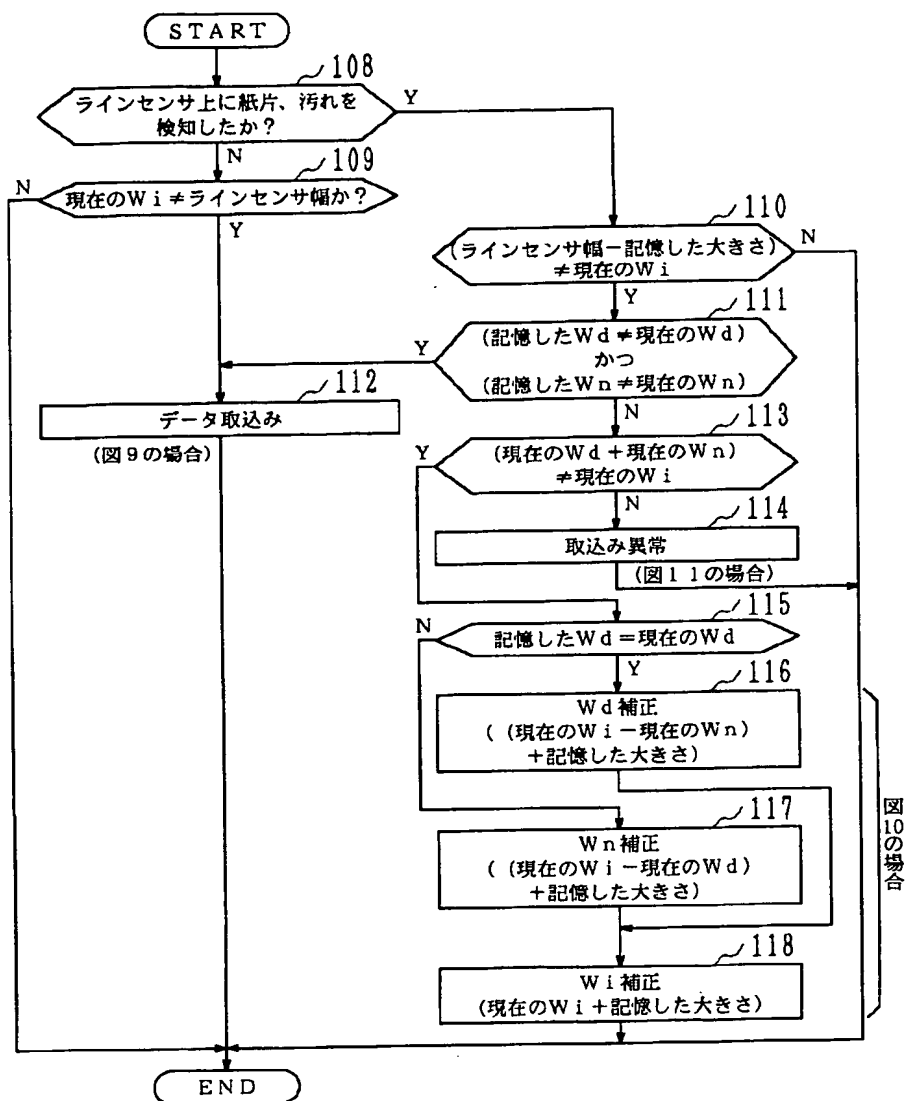 START
108
ラインセンサ上に紙片、汚れを
検知したか?
Y
N
109
N
現在のWi≠ラインセンサ幅か?
Y
110
(ラインセンサ幅−記憶した大きさ)
≠現在のWi
N
Y
111
(記憶したWd≠現在のWd)
かつ
(記憶したWn≠現在のWn)
Y
N
112
データ取込み
(図9の場合)
113
Y
(現在のWd+現在のWn)
≠現在のWi
N
114
取込み異常
(図11の場合)
115
N
記憶したWd=現在のWd
Y
116
Wd補正
((現在のWi−現在のWn)
+記憶した大きさ)
117
Wn補正
((現在のWi−現在のWd)
+記憶した大きさ)
118
Wi補正
(現在のWi+記憶した大きさ)
図10の場合
END